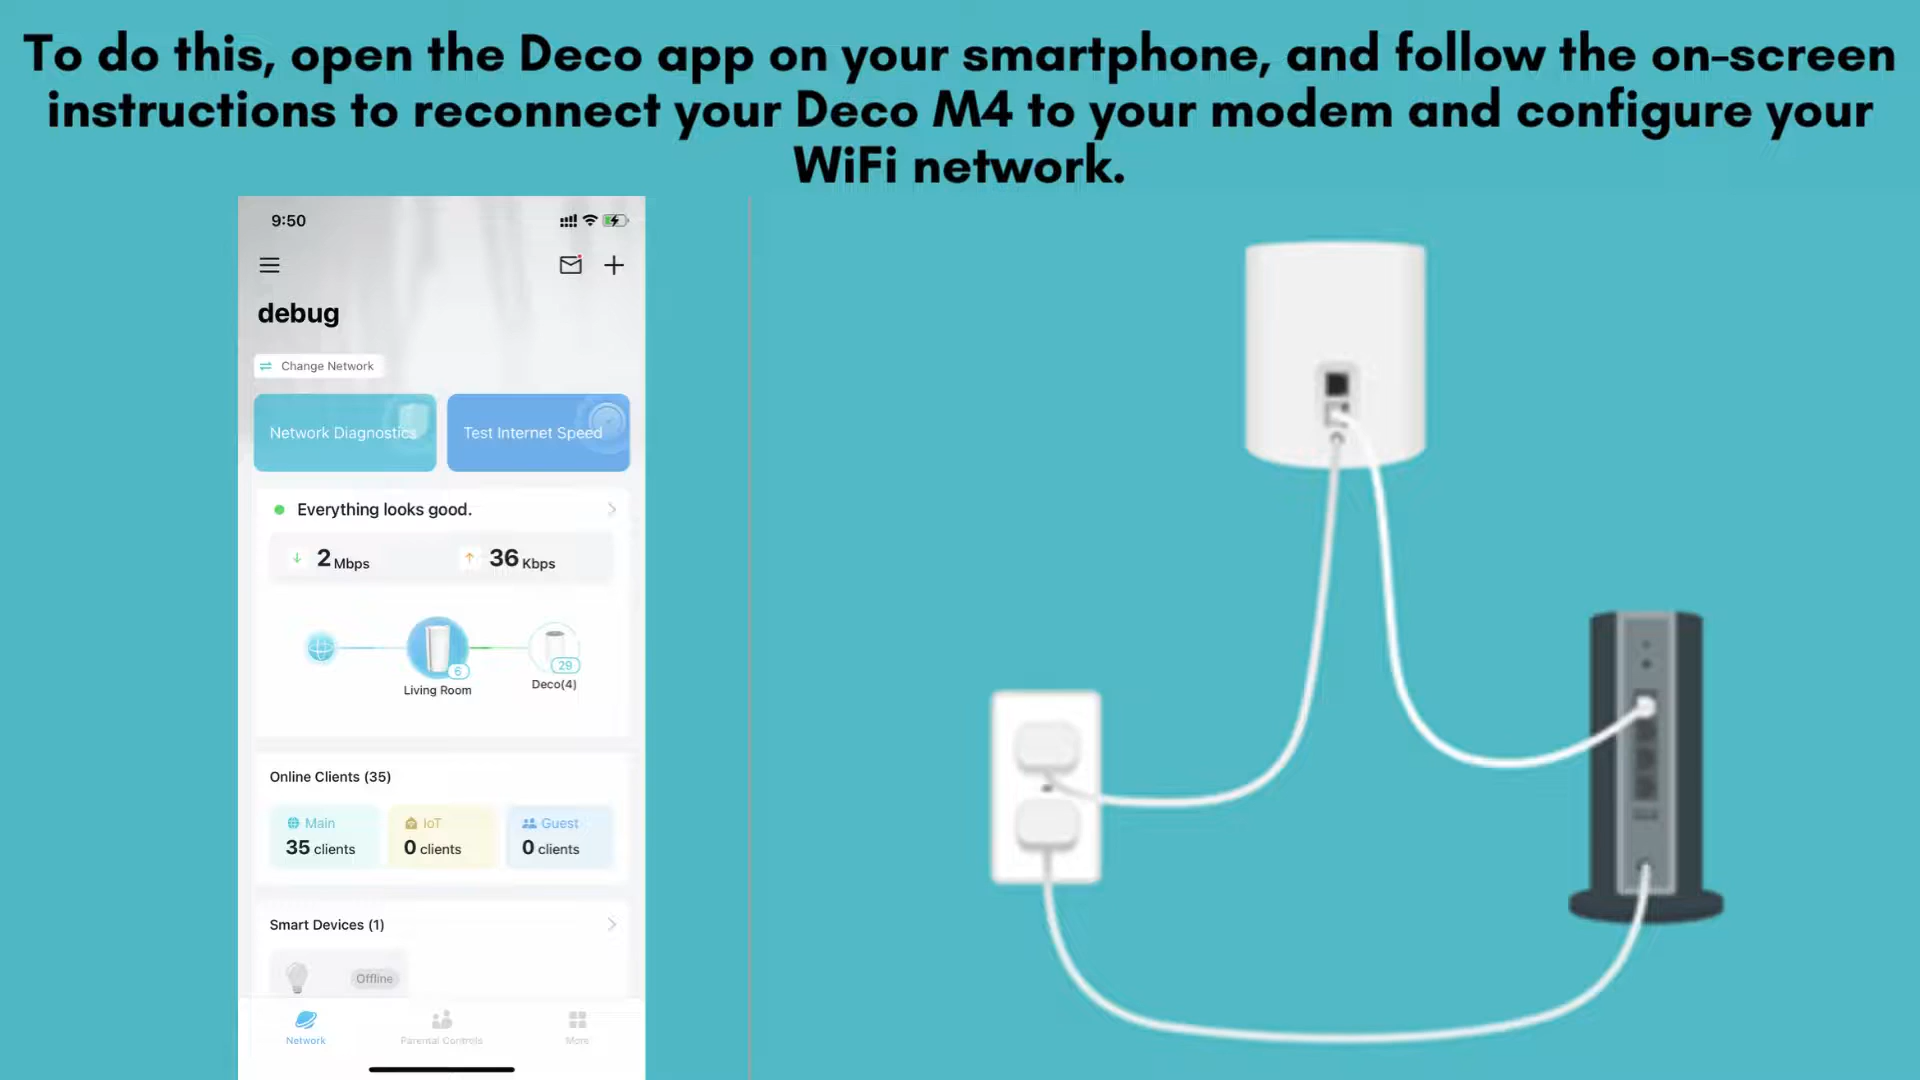 To do this, open the Deco app on your smartphone, and follow the on-screen
instructions to reconnect your Deco M4 to your modem and configure your
WiFi network.
9:50
debug
Change Network
Network Diagnostics
Test Internet Speed
Everything looks good.
2 Mbps
36 Kbps
6
29
Living Room
Deco(4)
Online Clients (35)
Main
IoT
Guest
35 clients
0 clients
0 clients
Smart Devices (1)
Offline
Network
Parental Controls
More